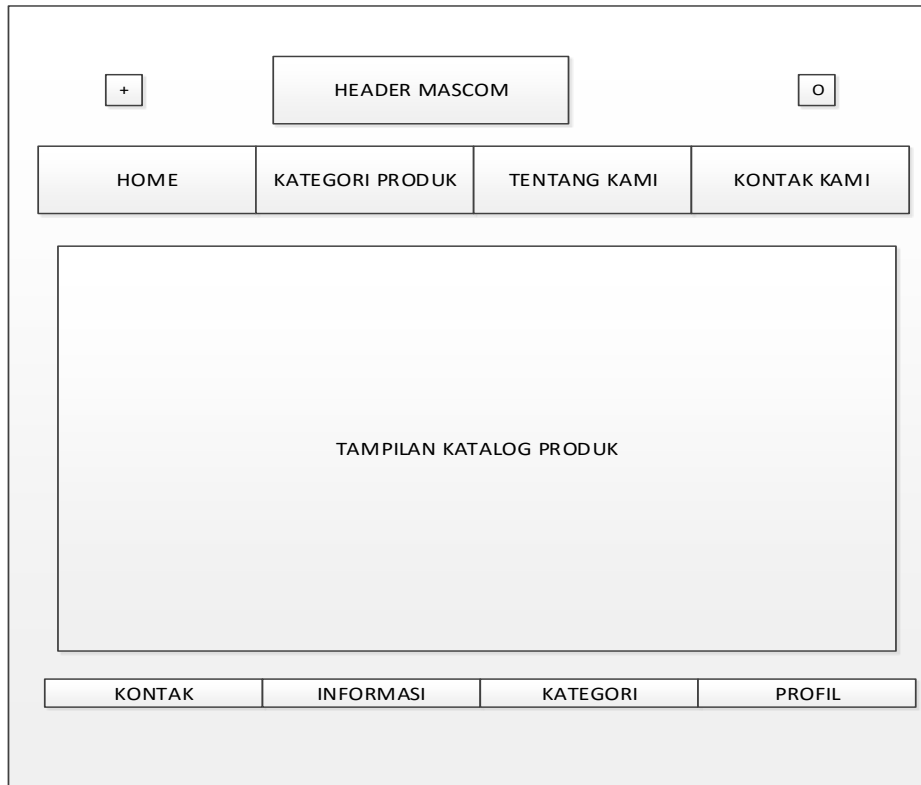 +
HEADER MASCOM
O
HOME
KATEGORI PRODUK
TENTANG KAMI
KONTAK KAMI
TAMPILAN KATALOG PRODUK
KONTAK
INFORMASI
KATEGORI
PROFIL